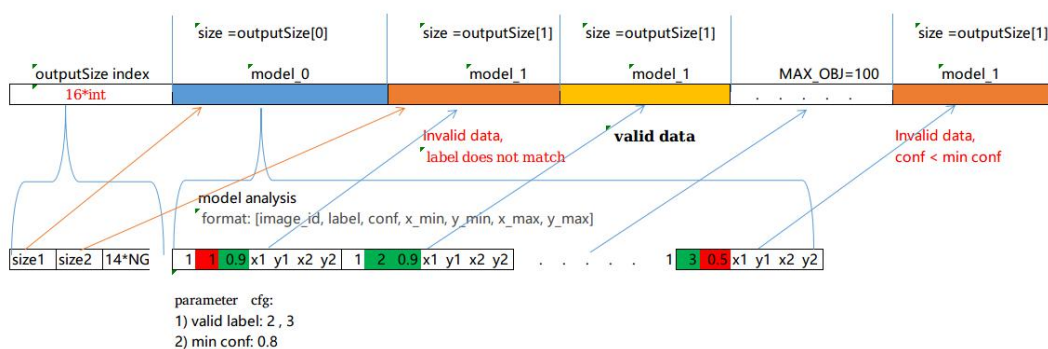 size =outputSize[0]
size =outputSize[1]
size =outputSize[1]
size =outputSize[1]
outputSize index
model_0
model_1
model_1
MAX_OBJ=100
model_1
16*int
. . . . .
Invalid data,
label does not match
valid data
Invalid data,
conf < min conf
model analysis
format: [image_id, label, conf, x_min, y_min, x_max, y_max]
size1 size2 14*NG
1 1 0.9 x1 y1 x2 y2 1 2 0.9 x1 y1 x2 y2 . . . . . 1 3 0.5 x1 y1 x2 y2
parameter cfg:
1) valid label: 2 , 3
2) min conf: 0.8